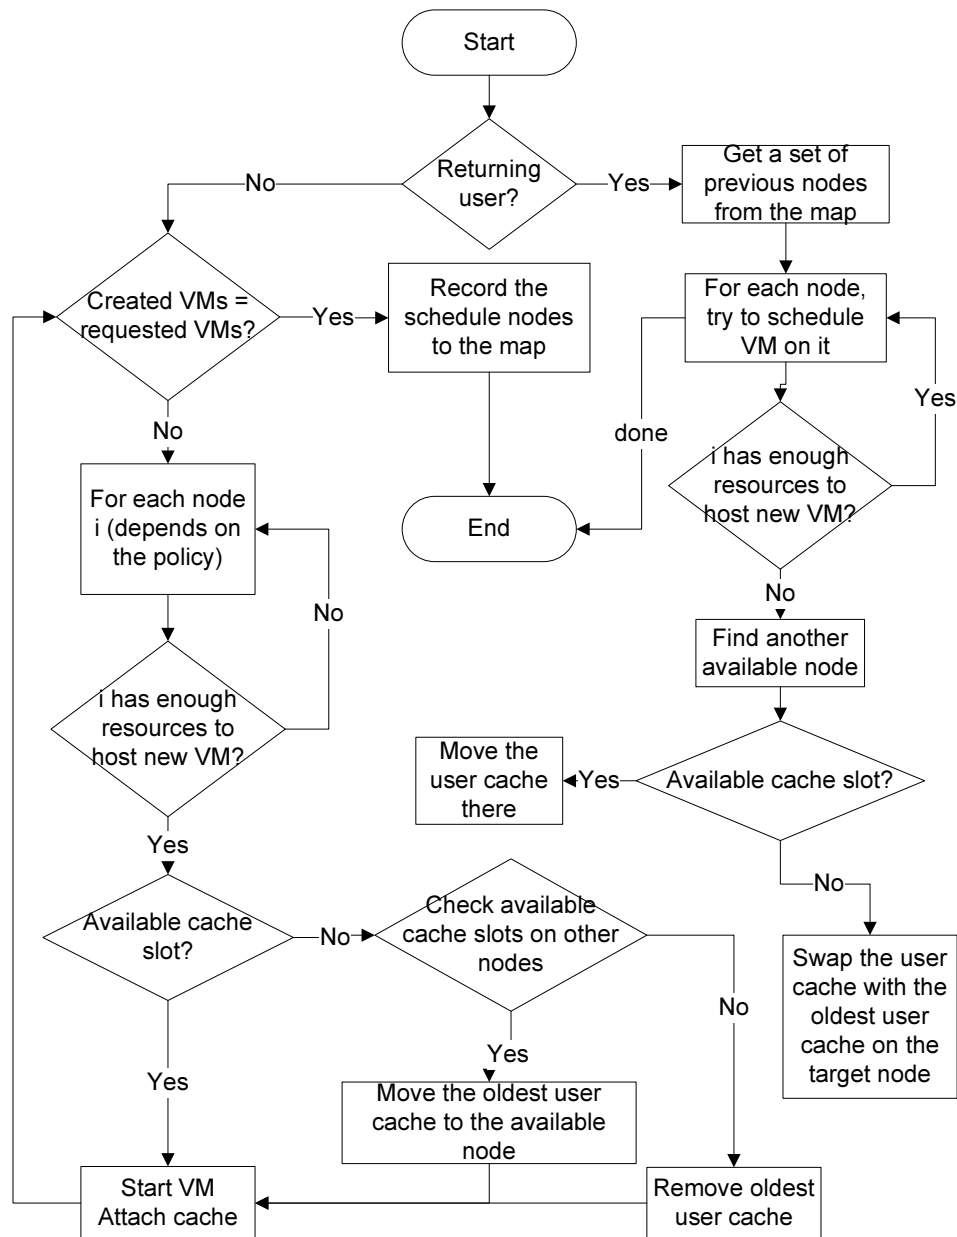 Start
Returning
user?
No
Yes
Get a set of
previous nodes
from the map
Created VMs =
requested VMs?
Yes
Record the
schedule nodes
to the map
For each node,
try to schedule
VM on it
Yes
done
No
i has enough
resources to
host new VM?
For each node
i (depends on
the policy)
End
No
No
Find another
available node
i has enough
resources to
host new VM?
Move the
user cache
there
Yes
Available cache slot?
Yes
No
Available cache
slot?
No
Check available
cache slots on other
nodes
Swap the user
cache with the
oldest user
cache on the
target node
No
Yes
Yes
Move the oldest user
cache to the available
node
Start VM
Attach cache
Remove oldest
user cache